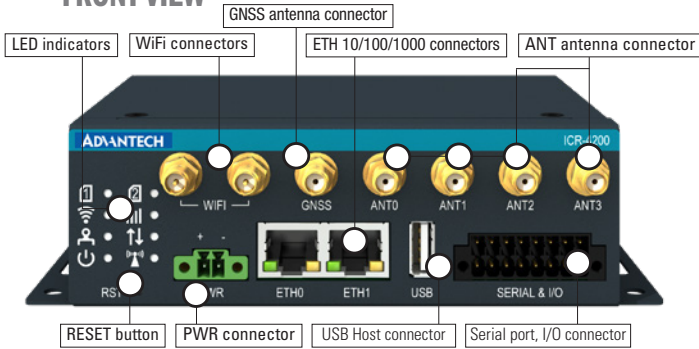 FRONT VIEW
GNSS antenna connector
LED indicators
WiFi connectors
ETH 10/100/1000 connectors
ANT antenna connector
ADVANTECH
ICR-4200
1
2
WIFI
GNSS
ANT0
ANT1
ANT2
ANT3
+ -
RST
PWR
ETH0
ETH1
USB
SERIAL & I/O
RESET button
PWR connector
USB Host connector
Serial port, I/O connector